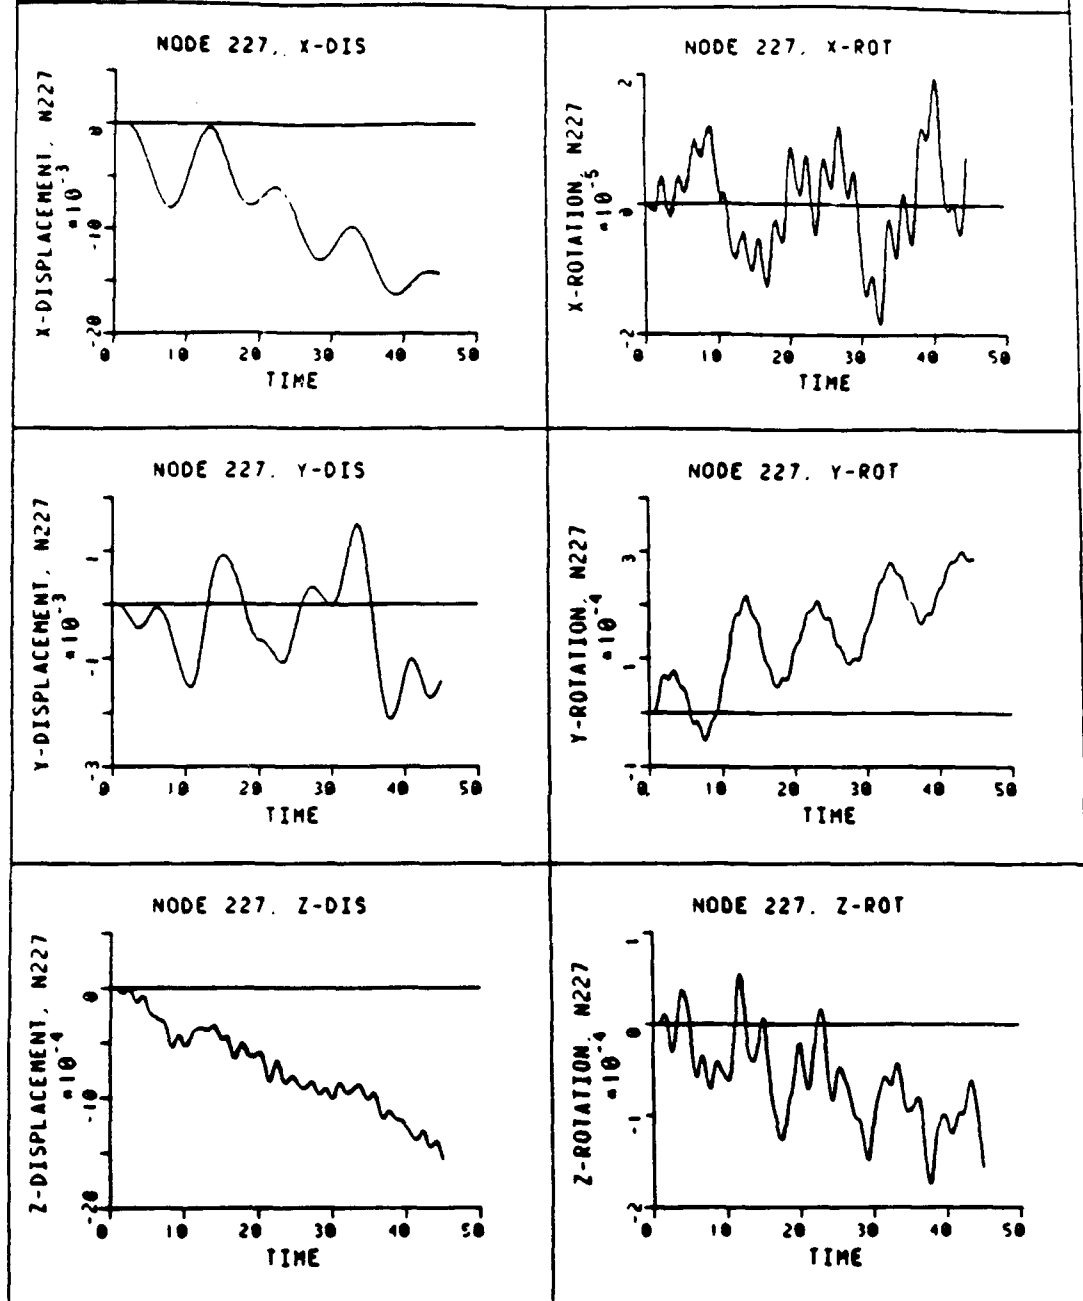 NODE 227. X-DIS
X-DISPLACEMENT, N227
*10^-3
0
-10
-20
0 10 20 30 40 50
TIME
NODE 227. X-ROT
X-ROTATION, N227
*10^-5
2
0
-2
0 10 20 30 40 50
TIME
NODE 227. Y-DIS
Y-DISPLACEMENT, N227
*10^-3
1
-1
-3
0 10 20 30 40 50
TIME
NODE 227. Y-ROT
Y-ROTATION, N227
*10^-4
3
1
-1
0 10 20 30 40 50
TIME
NODE 227. Z-DIS
Z-DISPLACEMENT, N227
*10^-4
0
-10
-20
0 10 20 30 40 50
TIME
NODE 227. Z-ROT
Z-ROTATION, N227
*10^-4
1
0
-1
-2
0 10 20 30 40 50
TIME